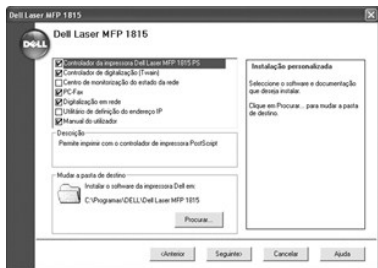 Dell Laser MFP 1815
DELL
Dell Laser MFP 1815
Controlador da impressora Dell Laser MFP 1815 PS
Controlador de digitalização (Twain)
Centro de monitorização do estado da rede
PC-Fax
Digitalização em rede
Utilitário de definição do endereço IP
Manual do utilizador
Descrição
Permite imprimir com o controlador de impressora PostScript
Mudar a pasta de destino
Instalar o software da impressora Dell em:
C:\Programas\DELL\Dell Laser MFP 1815
Procurar...
Instalação personalizada
Seleccione o software e documentação
que deseja instalar.
Clique em Procurar... para mudar a pasta
de destino.
<Anterior
Seguinte>
Cancelar
Ajuda